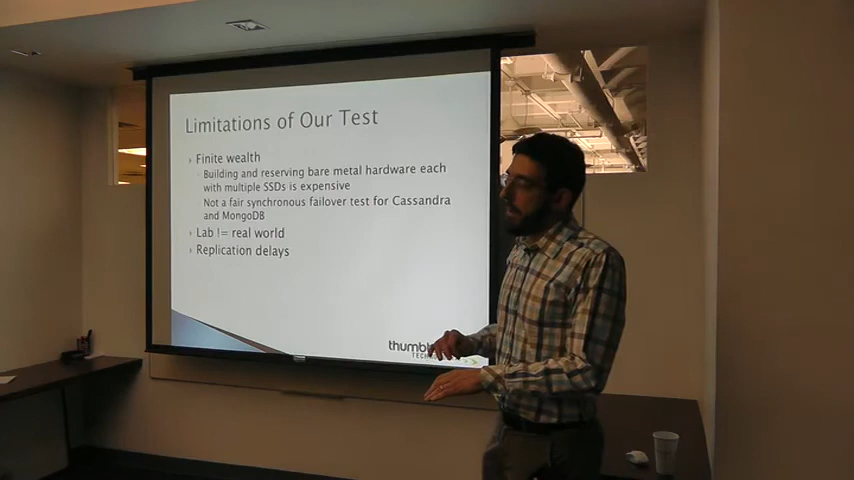 Limitations of Our Test
Finite wealth
Building and reserving bare metal hardware each
with multiple SSDs is expensive
Not a fair synchronous failover test for Cassandra
and MongoDB
Lab != real world
Replication delays